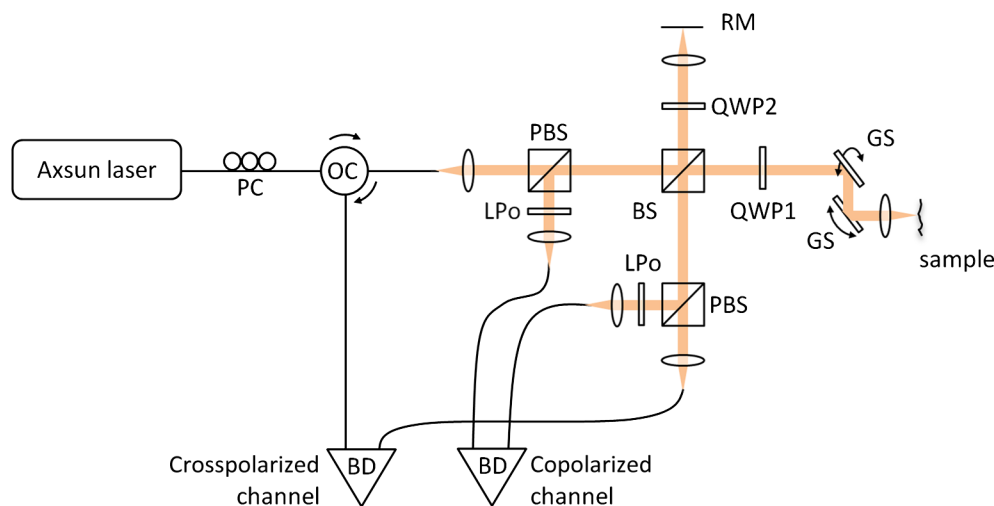 RM
QWP2
PBS
GS
Axsun laser
OC
PC
LPo
BS
QWP1
GS
sample
LPo
PBS
Crosspolarized
channel
BD
BD
Copolarized
channel